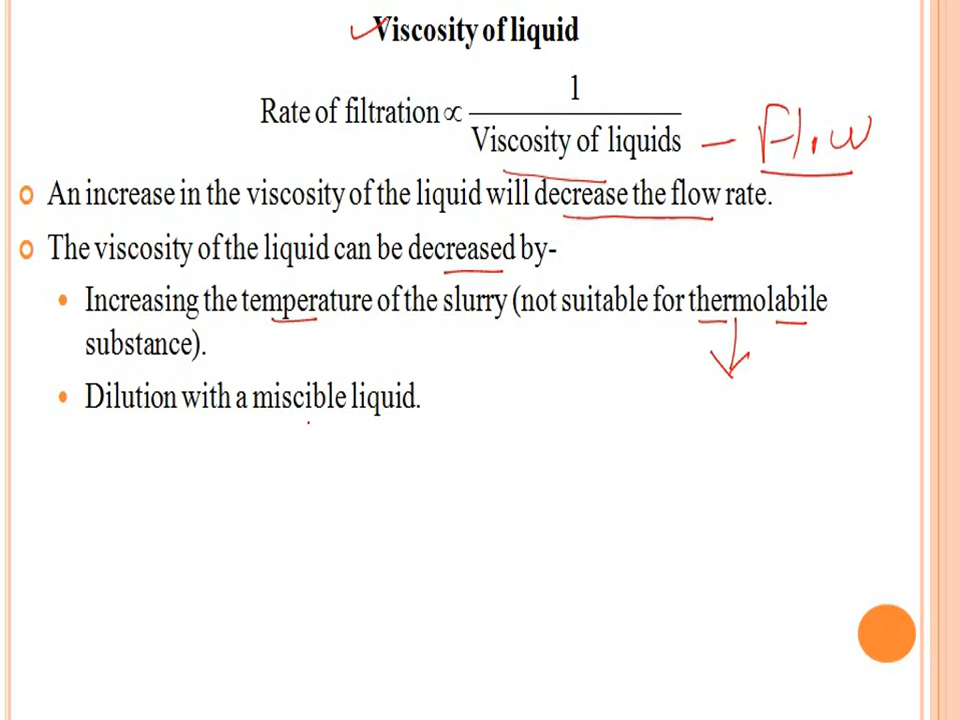 Viscosity of liquid
Rate of filtration ∝ 1
Viscosity of liquids - Flow
An increase in the viscosity of the liquid will decrease the flow rate.
The viscosity of the liquid can be decreased by-
Increasing the temperature of the slurry (not suitable for thermolabile
substance).
Dilution with a miscible liquid.